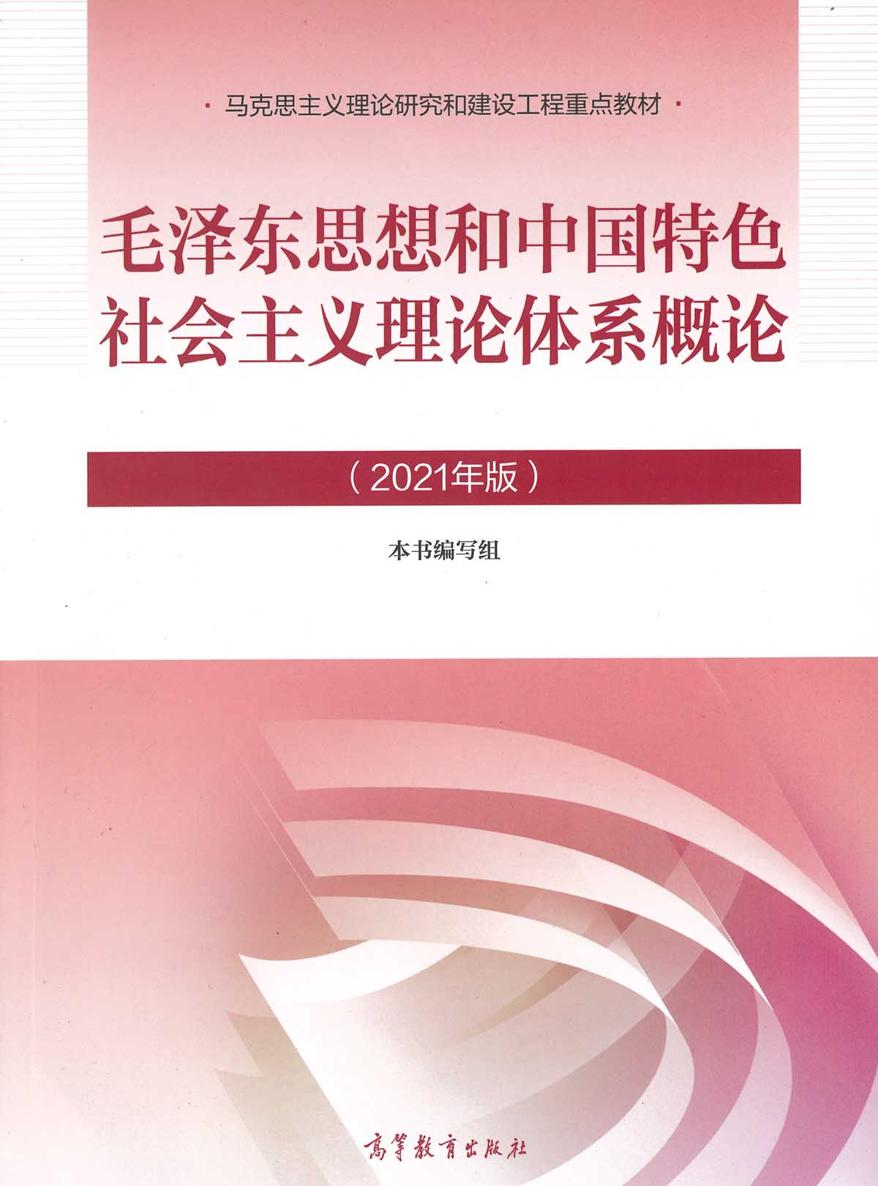 · 马克思主义理论研究和建设工程重点教材 ·
毛泽东思想和中国特色
社会主义理论体系概论
（2021年版）
本书编写组
高等教育出版社